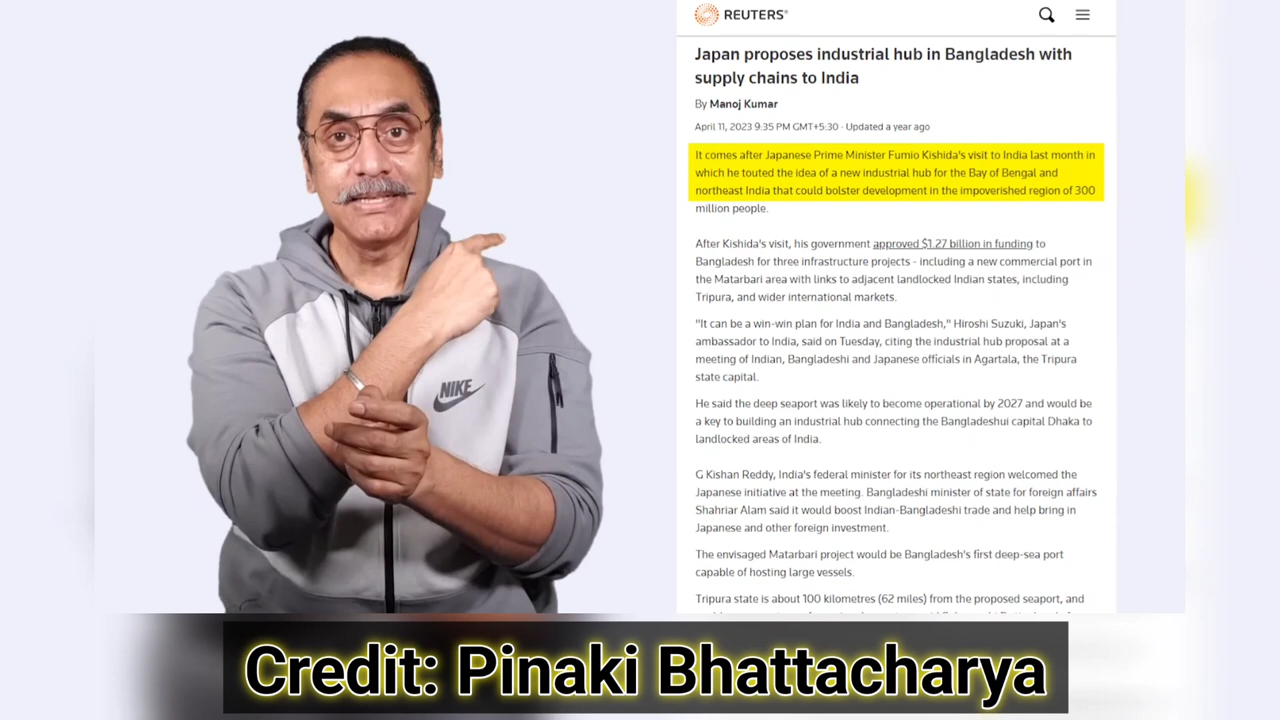 REUTERS®
Japan proposes industrial hub in Bangladesh with
supply chains to India
By Manoj Kumar
April 11, 2023 9:35 PM GMT+5:30 · Updated a year ago
It comes after Japanese Prime Minister Fumio Kishida's visit to India last month in
which he touted the idea of a new industrial hub for the Bay of Bengal and
northeast India that could bolster development in the impoverished region of 300
million people.
After Kishida's visit, his government approved $1.27 billion in funding to
Bangladesh for three infrastructure projects - including a new commercial port in
the Matarbari area with links to adjacent landlocked Indian states, including
Tripura, and wider international markets.
"It can be a win-win plan for India and Bangladesh," Hiroshi Suzuki, Japan's
ambassador to India, said on Tuesday, citing the industrial hub proposal at a
meeting of Indian, Bangladeshi and Japanese officials in Agartala, the Tripura
state capital.
He said the deep seaport was likely to become operational by 2027 and would be
a key to building an industrial hub connecting the Bangladeshui capital Dhaka to
landlocked areas of India.
G Kishan Reddy, India's federal minister for its northeast region welcomed the
Japanese initiative at the meeting. Bangladeshi minister of state for foreign affairs
Shahriar Alam said it would boost Indian-Bangladeshi trade and help bring in
Japanese and other foreign investment.
The envisaged Matarbari project would be Bangladesh's first deep-sea port
capable of hosting large vessels.
Tripura state is about 100 kilometres (62 miles) from the proposed seaport, and
NIKE
Credit: Pinaki Bhattacharya